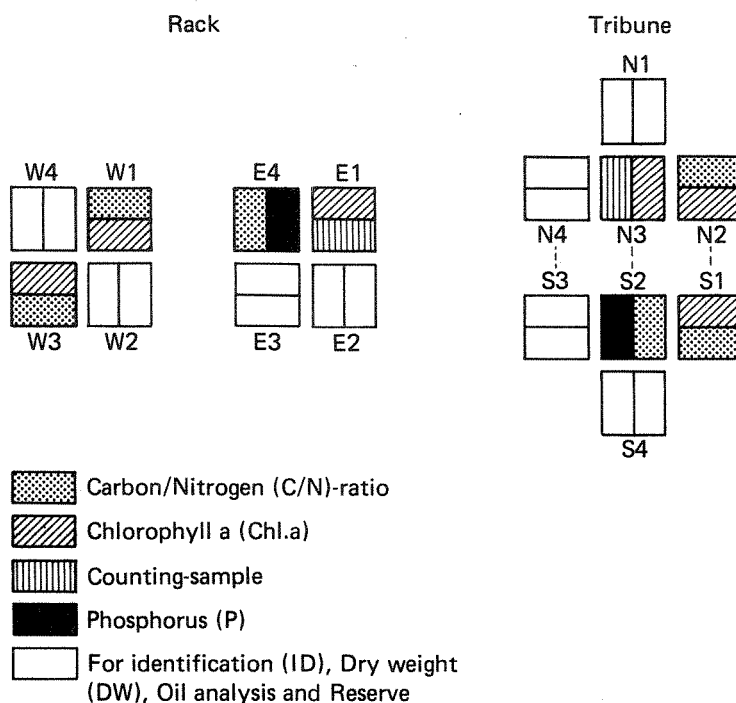 Rack
Tribune
N1
W4 W1 E4 E1
N4 N3 N2
S3 S2 S1
W3 W2 E3 E2
S4
Carbon/Nitrogen (C/N)-ratio
Chlorophyll a (Chl.a)
Counting-sample
Phosphorus (P)
For identification (ID), Dry weight
(DW), Oil analysis and Reserve